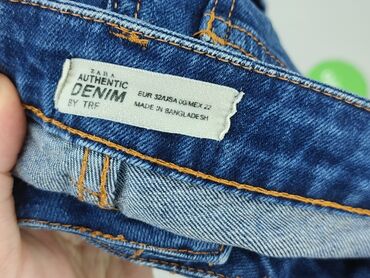 ZARA
AUTHENTIC
DENIM
BY TRF
EUR 32/USA 00/MEX 22
MADE IN BANGLADESH